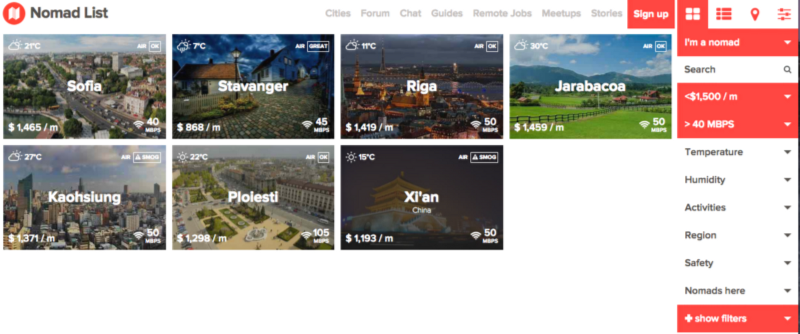 Nomad List
Cities Forum Chat Guides Remote Jobs Meetups Stories Sign up
21°C AIR OK
Sofia
$ 1,465 / m 40 MBPS
7°C AIR GREAT
Stavanger
$ 868 / m 45 MBPS
11°C AIR OK
Riga
$ 1,419 / m 50 MBPS
30°C AIR OK
Jarabacoa
$ 1,459 / m 50 MBPS
27°C AIR SMOG
Kaohsiung
$ 1,371 / m 50 MBPS
22°C AIR OK
Ploiesti
$ 1,298 / m 105 MBPS
15°C AIR SMOG
Xi'an
China
$ 1,193 / m 50 MBPS
I'm a nomad
Search
<$1,500 / m
> 40 MBPS
Temperature
Humidity
Activities
Region
Safety
Nomads here
+ show filters